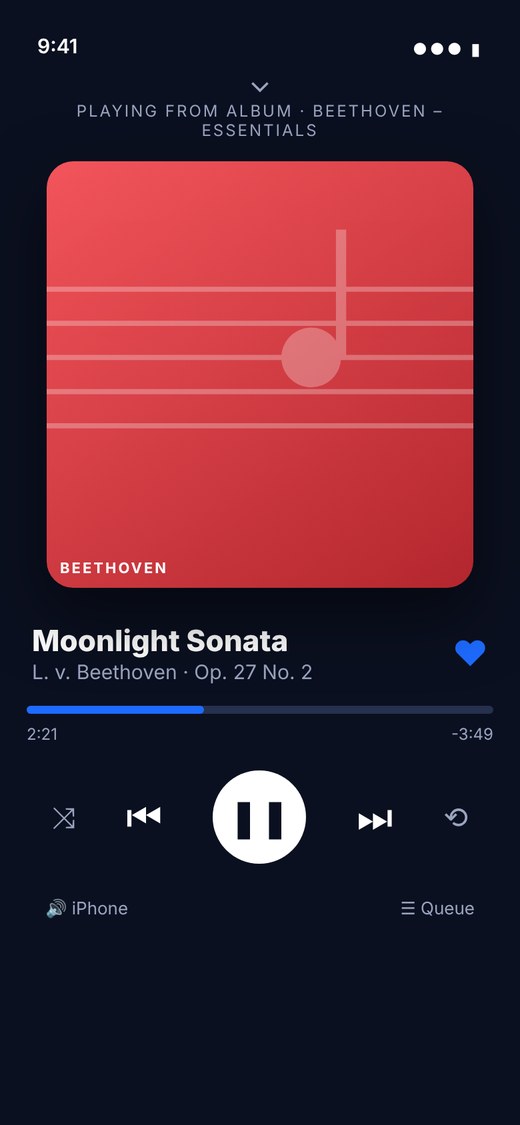 9:41
PLAYING FROM ALBUM · BEETHOVEN –
ESSENTIALS
BEETHOVEN
Moonlight Sonata
L. v. Beethoven · Op. 27 No. 2
2:21 -3:49
iPhone Queue